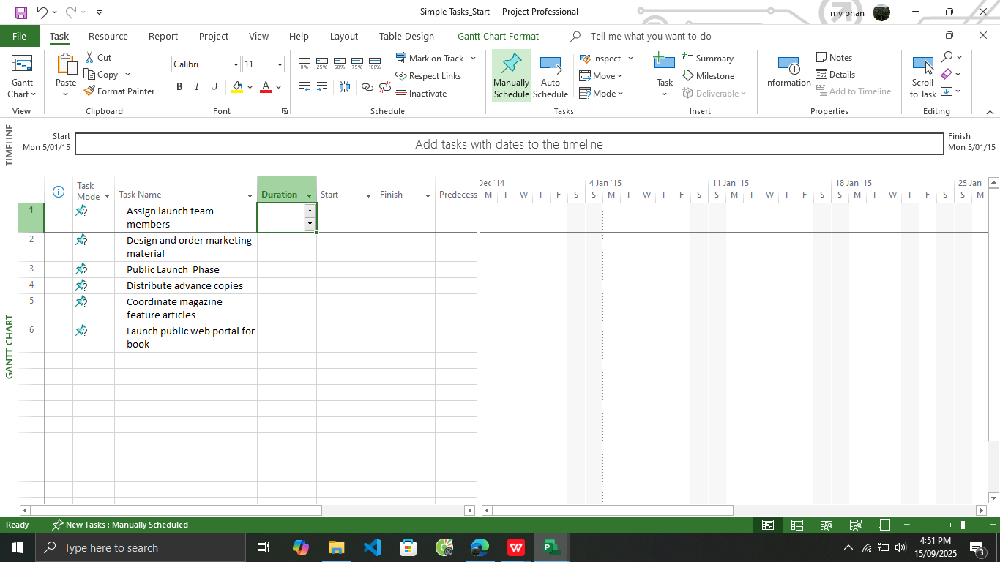 Simple Tasks_Start - Project Professional
my phan
File Task Resource Report Project View Help Layout Table Design Gantt Chart Format Tell me what you want to do
Gantt
Chart
View
Paste
Cut
Copy
Format Painter
Clipboard
Calibri 11
B I U A
Font
0% 25% 50% 75% 100%
Mark on Track
Respect Links
Inactivate
Schedule
Manually
Schedule
Auto
Schedule
Inspect
Move
Mode
Tasks
Task
Summary
Milestone
Deliverable
Insert
Information
Notes
Details
Add to Timeline
Properties
Scroll
to Task
Editing
TIMELINE
Start
Mon 5/01/15
Add tasks with dates to the timeline
Finish
Mon 5/01/15
Task
Mode
Task Name
Duration
Start
Finish
Predecess
Dec '14 4 Jan '15 11 Jan '15 18 Jan '15 25 Jan '
M T W T F S S M T W T F S S M T W T F S S M T W T F S S M
1 Assign launch team
members
2 Design and order marketing
material
3 Public Launch  Phase
4 Distribute advance copies
5 Coordinate magazine
feature articles
6 Launch public web portal for
book
GANTT CHART
Ready New Tasks : Manually Scheduled
Type here to search
4:51 PM
15/09/2025
3